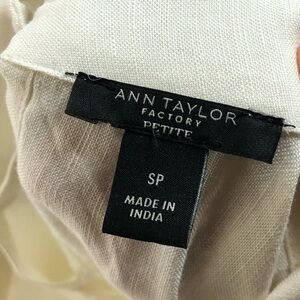 ANN TAYLOR
FACTORY
PETITE
SP
MADE IN
INDIA